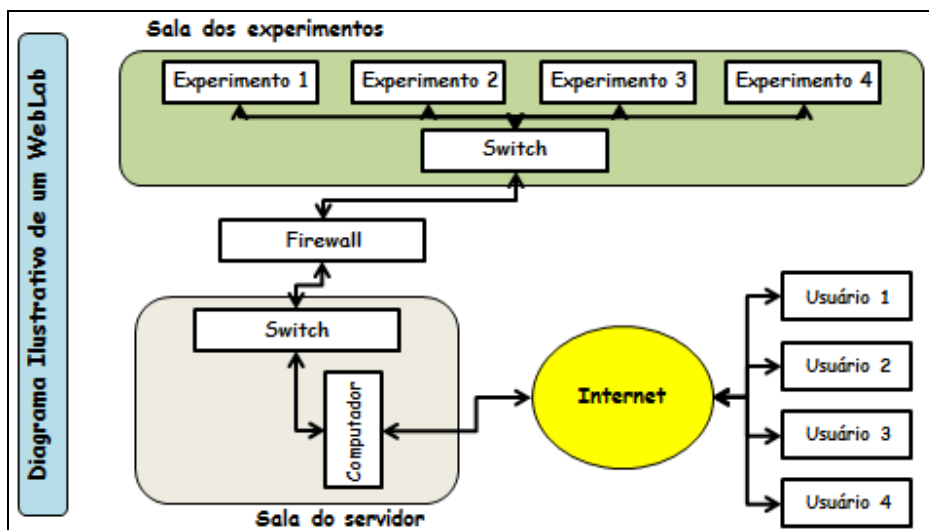 Diagrama Ilustrativo de um WebLab
Sala dos experimentos
Experimento 1
Experimento 2
Experimento 3
Experimento 4
Switch
Firewall
Switch
Computador
Sala do servidor
Internet
Usuário 1
Usuário 2
Usuário 3
Usuário 4